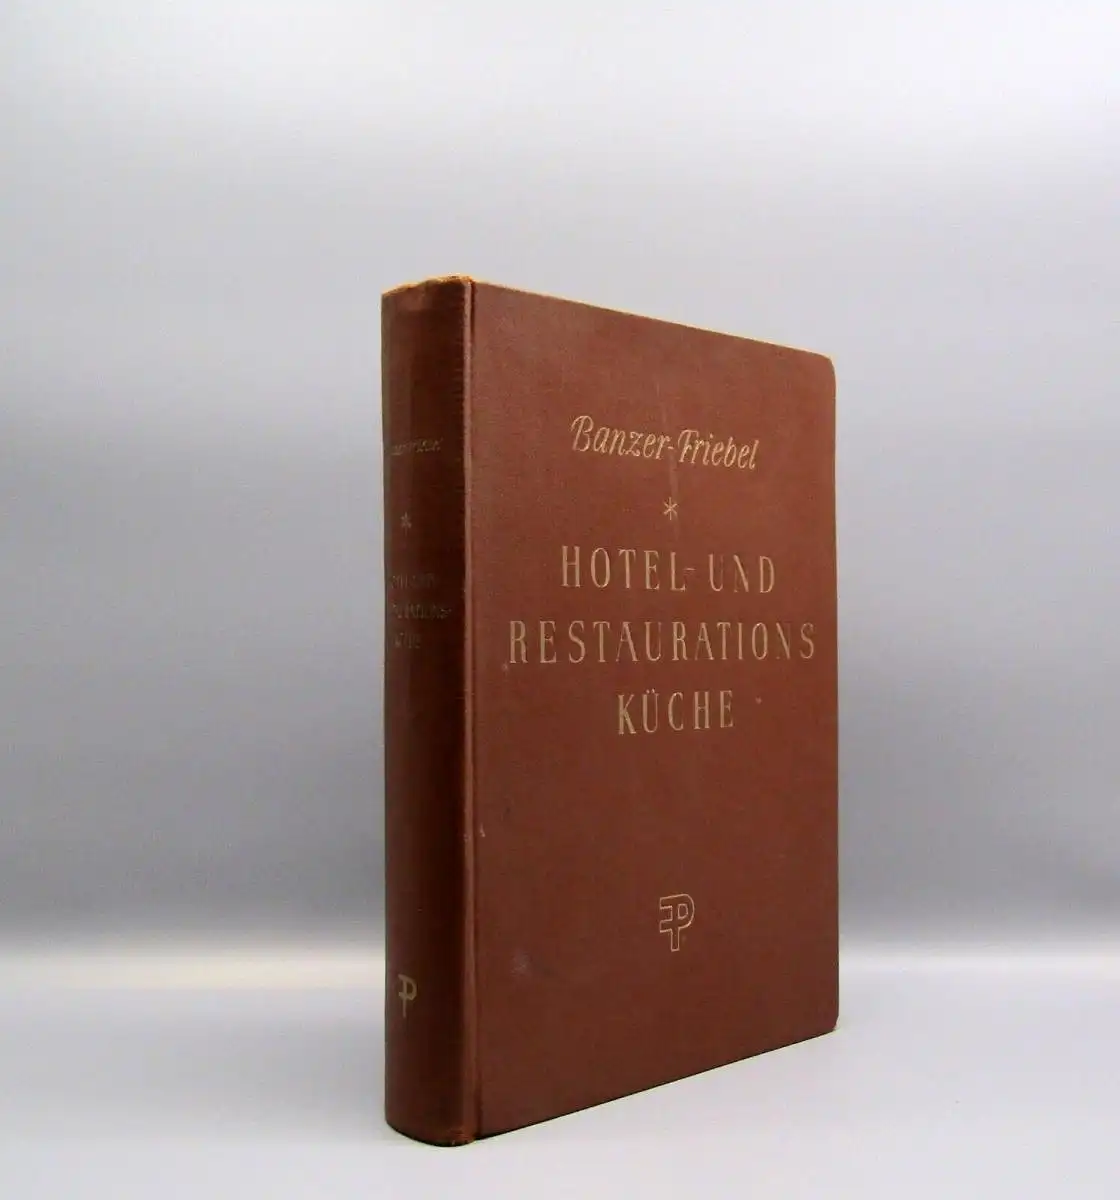 Banzer-Friebel
*
HOTEL- UND
RESTAURATIONS
KÜCHE